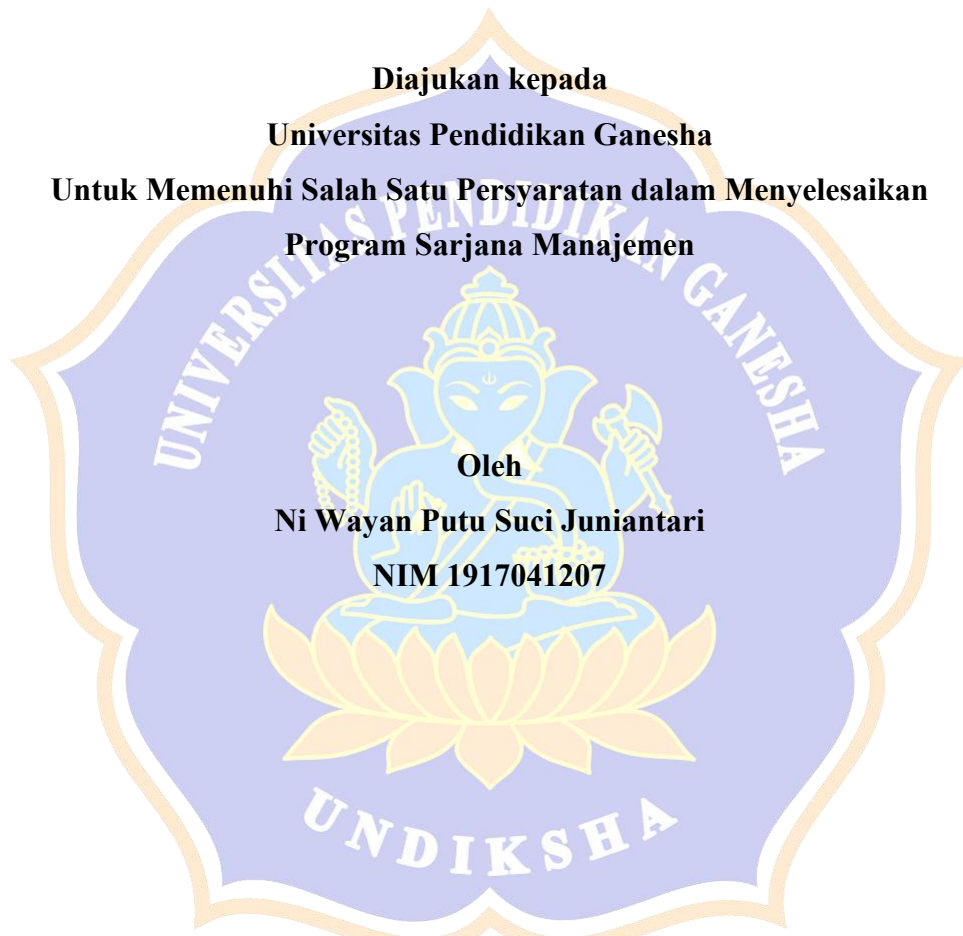 Diajukan kepada
Universitas Pendidikan Ganesha
Untuk Memenuhi Salah Satu Persyaratan dalam Menyelesaikan
Program Sarjana Manajemen
UNIVERSITAS PENDIDIKAN GANESHA
Oleh
Ni Wayan Putu Suci Juniantari
NIM 1917041207
UNDIKSHA